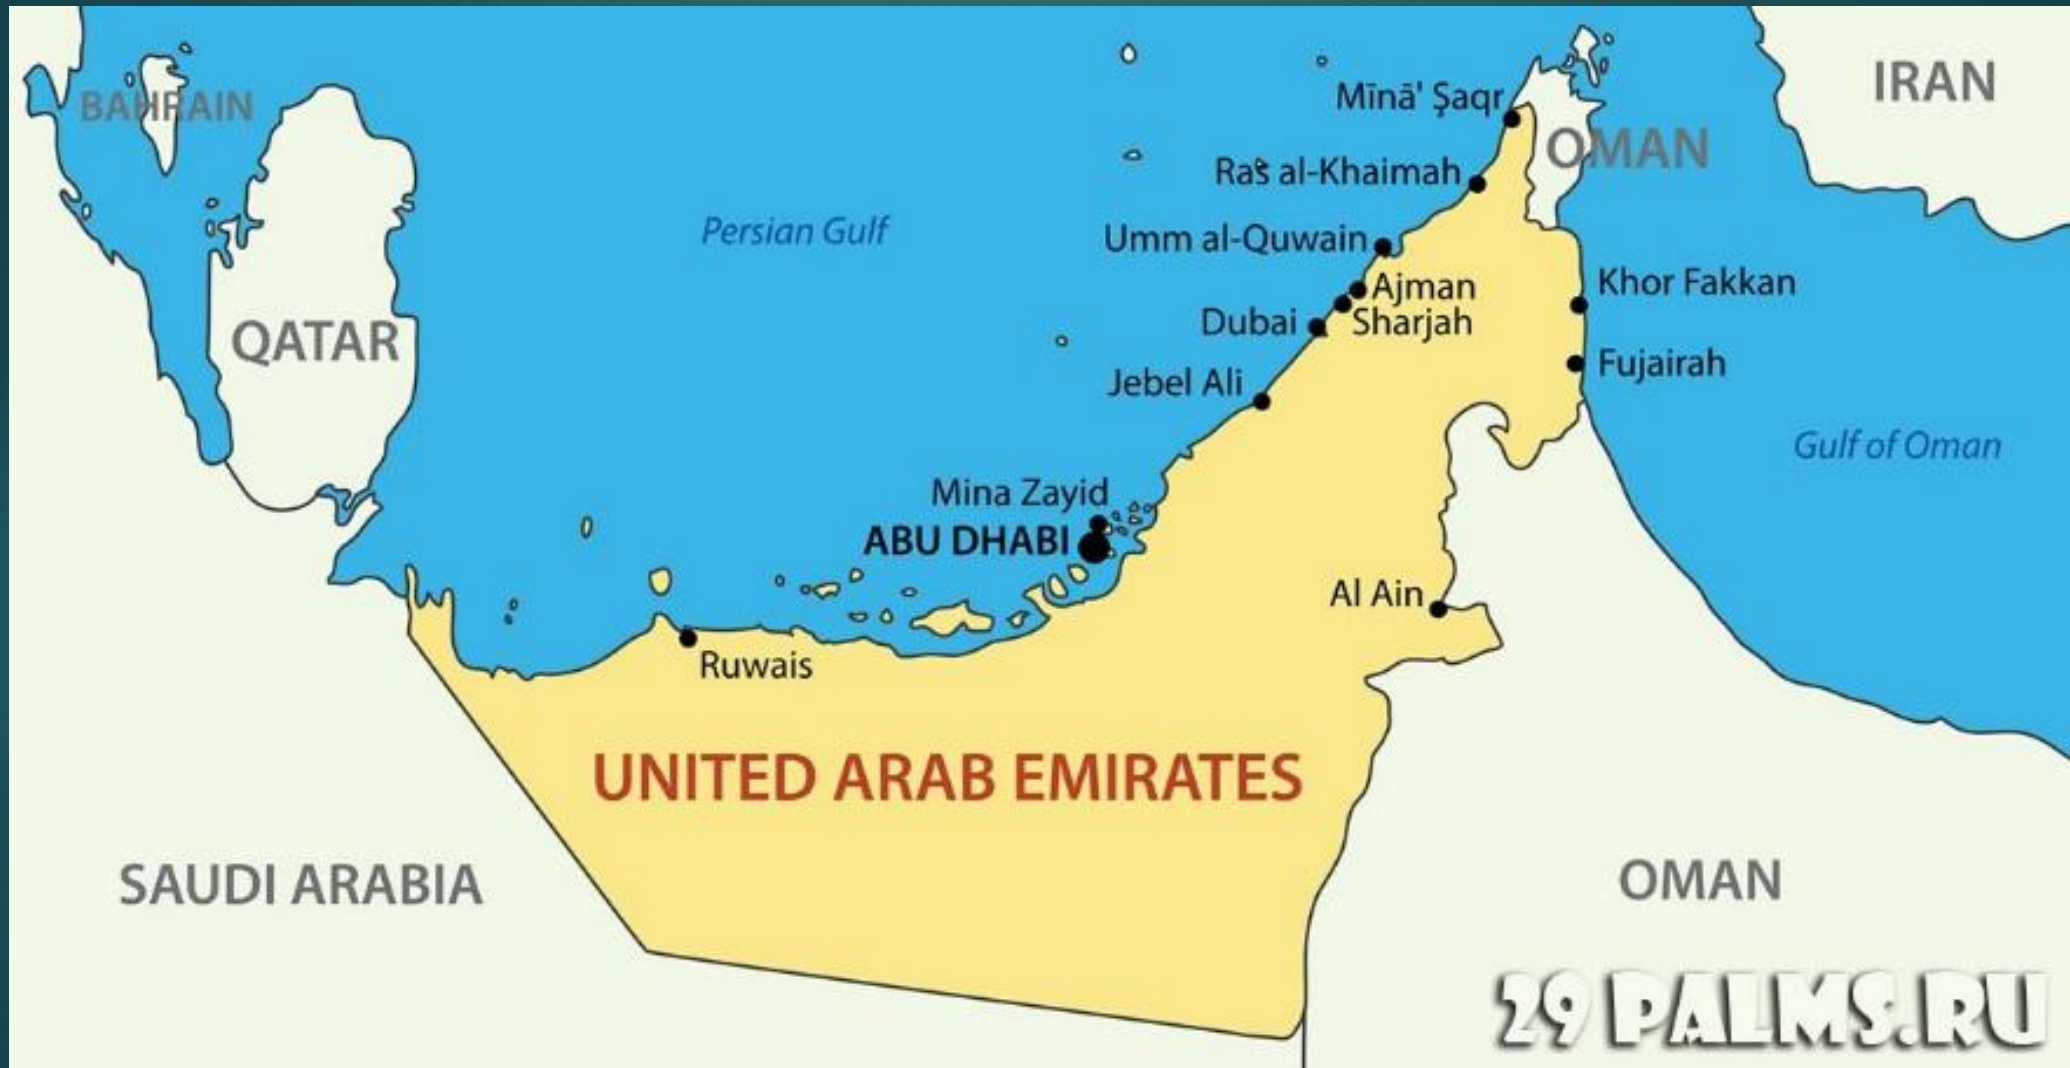 BAHRAIN
IRAN
Mīnā' Şaqr
OMAN
Ras al-Khaimah
Persian Gulf
Umm al-Quwain
Khor Fakkan
Ajman
Dubai
Sharjah
QATAR
Fujairah
Jebel Ali
Gulf of Oman
Mina Zayid
ABU DHABI
Al Ain
Ruwais
UNITED ARAB EMIRATES
SAUDI ARABIA
OMAN
29 PALMS.RU